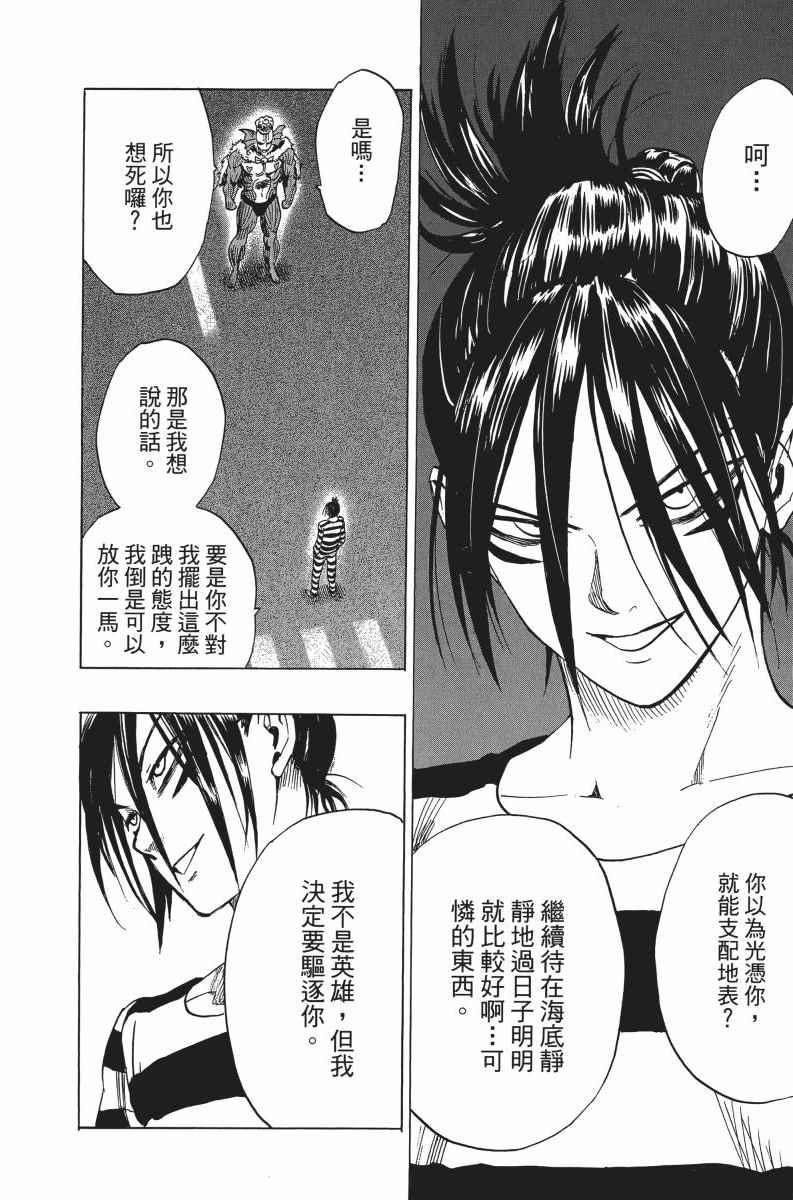 呵…
你以為光憑你，
就能支配地表？
繼續待在海底靜
靜地過日子明明
就比較好啊…可
憐的東西。
是嗎…
所以你也
想死囉？
那是我想
說的話。
要是你不對
我擺出這麼
跩的態度，
我倒是可以
放你一馬。
我不是英雄，但我
決定要驅逐你。